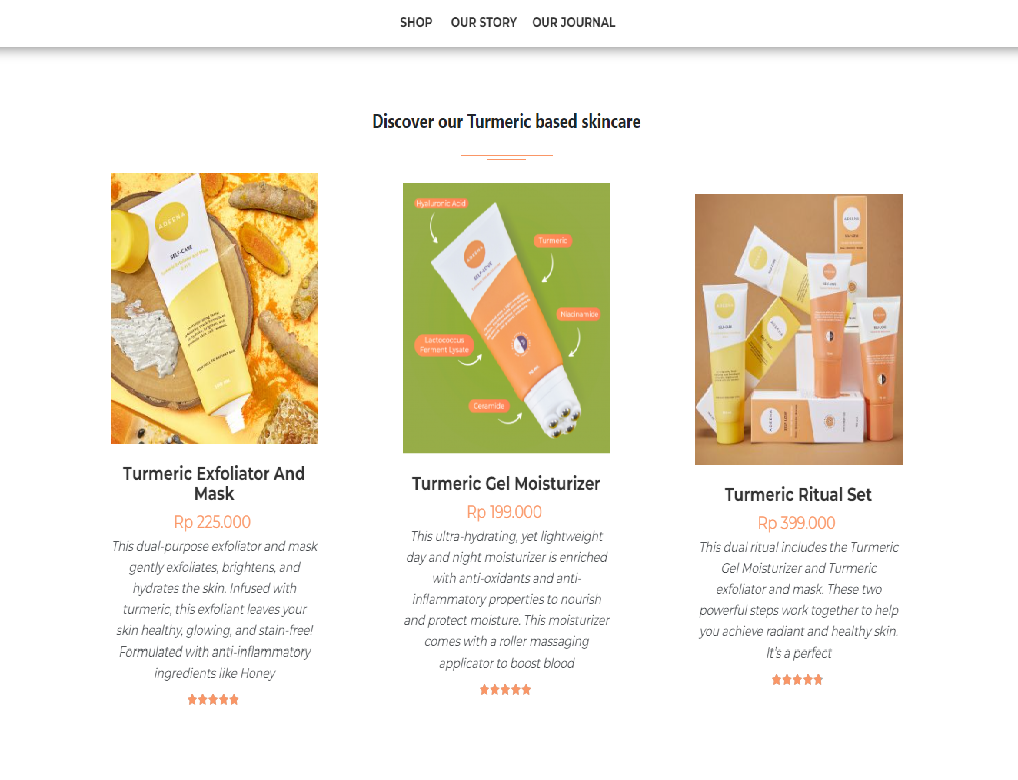 SHOP OUR STORY OUR JOURNAL
Discover our Turmeric based skincare
ADEEVA
SELF-CARE
Turmeric Exfoliator And
Mask
Rp 225.000
This dual-purpose exfoliator and mask
gently exfoliates, brightens, and
hydrates the skin. Infused with
turmeric, this exfoliant leaves your
skin healthy, glowing, and stain-free!
Formulated with anti-inflammatory
ingredients like Honey
Hyaluronic Acid
Turmeric
Niacinamide
Lactococcus
Ferment Lysate
Ceramide
SELF-LOVE
Turmeric Gel Moisturizer
Rp 199.000
This ultra-hydrating, yet lightweight
day and night moisturizer is enriched
with anti-oxidants and anti-
inflammatory properties to nourish
and protect moisture. This moisturizer
comes with a roller massaging
applicator to boost blood
Turmeric Ritual Set
Rp 399.000
This dual ritual includes the Turmeric
Gel Moisturizer and Turmeric
exfoliator and mask. These two
powerful steps work together to help
you achieve radiant and healthy skin.
It's a perfect